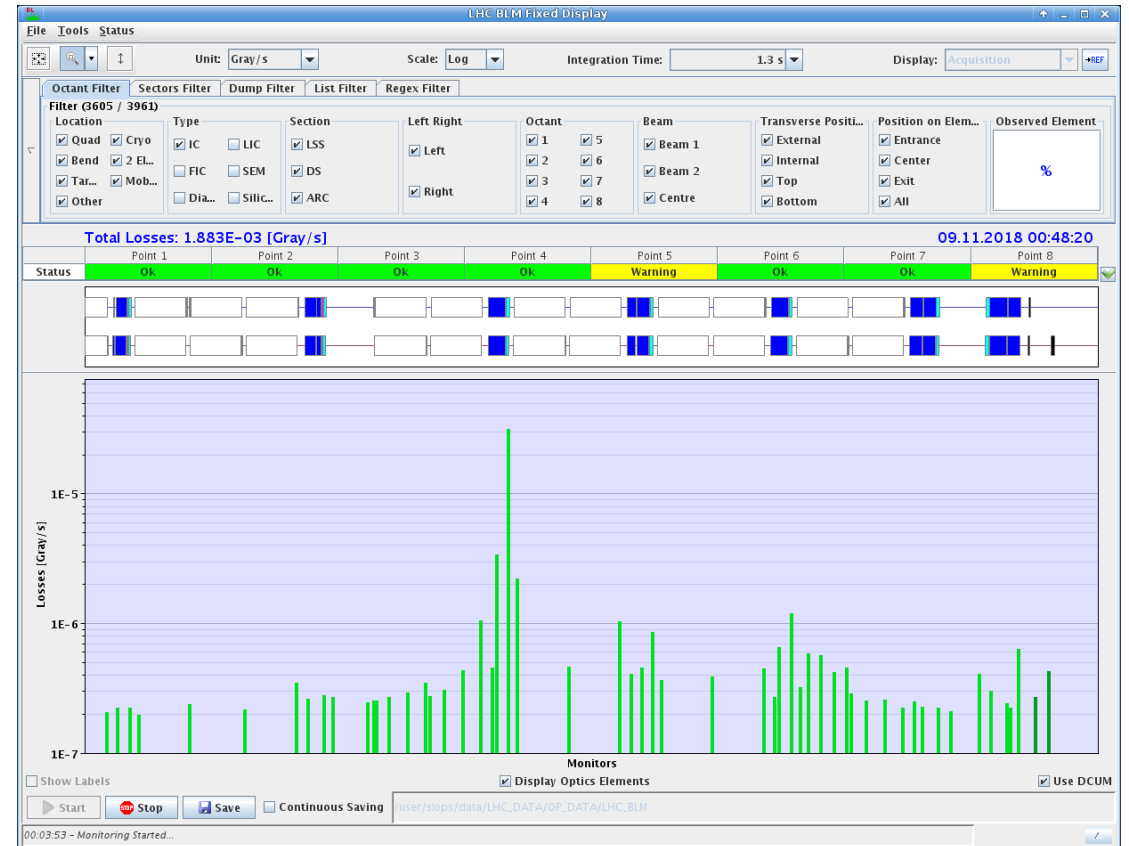 BL
LHC BLM Fixed Display
File Tools Status
Unit: Gray/s Scale: Log Integration Time: 1.3 s Display: Acquisition →REF
Octant Filter Sectors Filter Dump Filter List Filter Regex Filter
Filter (3605 / 3961)
Location Type Section Left Right Octant Beam Transverse Positi... Position on Elem... Observed Element
Quad Cryo IC LIC LSS Left 1 5 Beam 1 External Entrance
Bend 2 El... FIC SEM DS 2 6 Beam 2 Internal Center %
Tar... Mob... Dia... Silic... ARC Right 3 7 Centre Top Exit
Other 4 8 Bottom All
Total Losses: 1.883E-03 [Gray/s] 09.11.2018 00:48:20
Point 1 Point 2 Point 3 Point 4 Point 5 Point 6 Point 7 Point 8
Status Ok Ok Ok Ok Warning Ok Ok Warning
1E-5
Losses [Gray/s]
1E-6
1E-7
Monitors
Show Labels Display Optics Elements Use DCUM
Start STOP Stop Save Continuous Saving /user/slops/data/LHC_DATA/OP_DATA/LHC_BLM
00:03:53 - Monitoring Started...